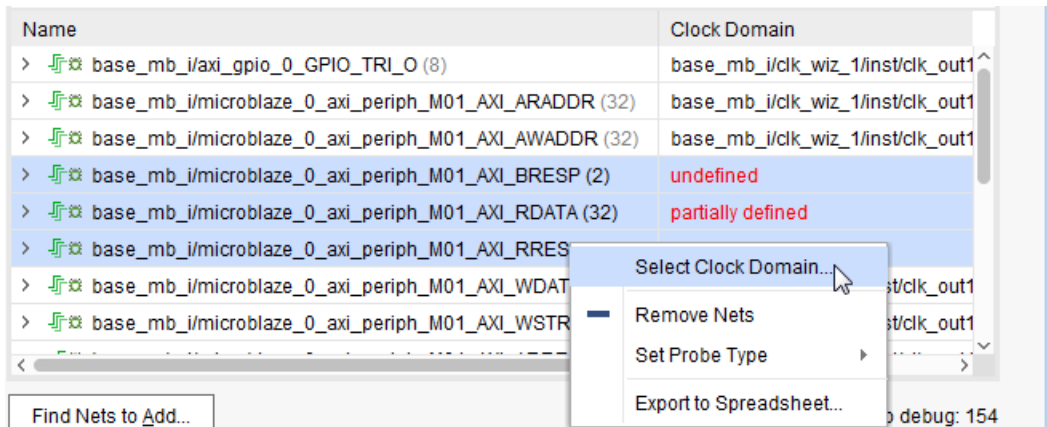 Name Clock Domain
base_mb_i/axi_gpio_0_GPIO_TRI_O (8) base_mb_i/clk_wiz_1/inst/clk_out1
base_mb_i/microblaze_0_axi_periph_M01_AXI_ARADDR (32) base_mb_i/clk_wiz_1/inst/clk_out1
base_mb_i/microblaze_0_axi_periph_M01_AXI_AWADDR (32) base_mb_i/clk_wiz_1/inst/clk_out1
base_mb_i/microblaze_0_axi_periph_M01_AXI_BRESP (2) undefined
base_mb_i/microblaze_0_axi_periph_M01_AXI_RDATA (32) partially defined
base_mb_i/microblaze_0_axi_periph_M01_AXI_RRES
Select Clock Domain...
base_mb_i/microblaze_0_axi_periph_M01_AXI_WDAT st/clk_out1
Remove Nets
base_mb_i/microblaze_0_axi_periph_M01_AXI_WSTR st/clk_out1
Set Probe Type
Export to Spreadsheet...
Find Nets to Add... debug: 154